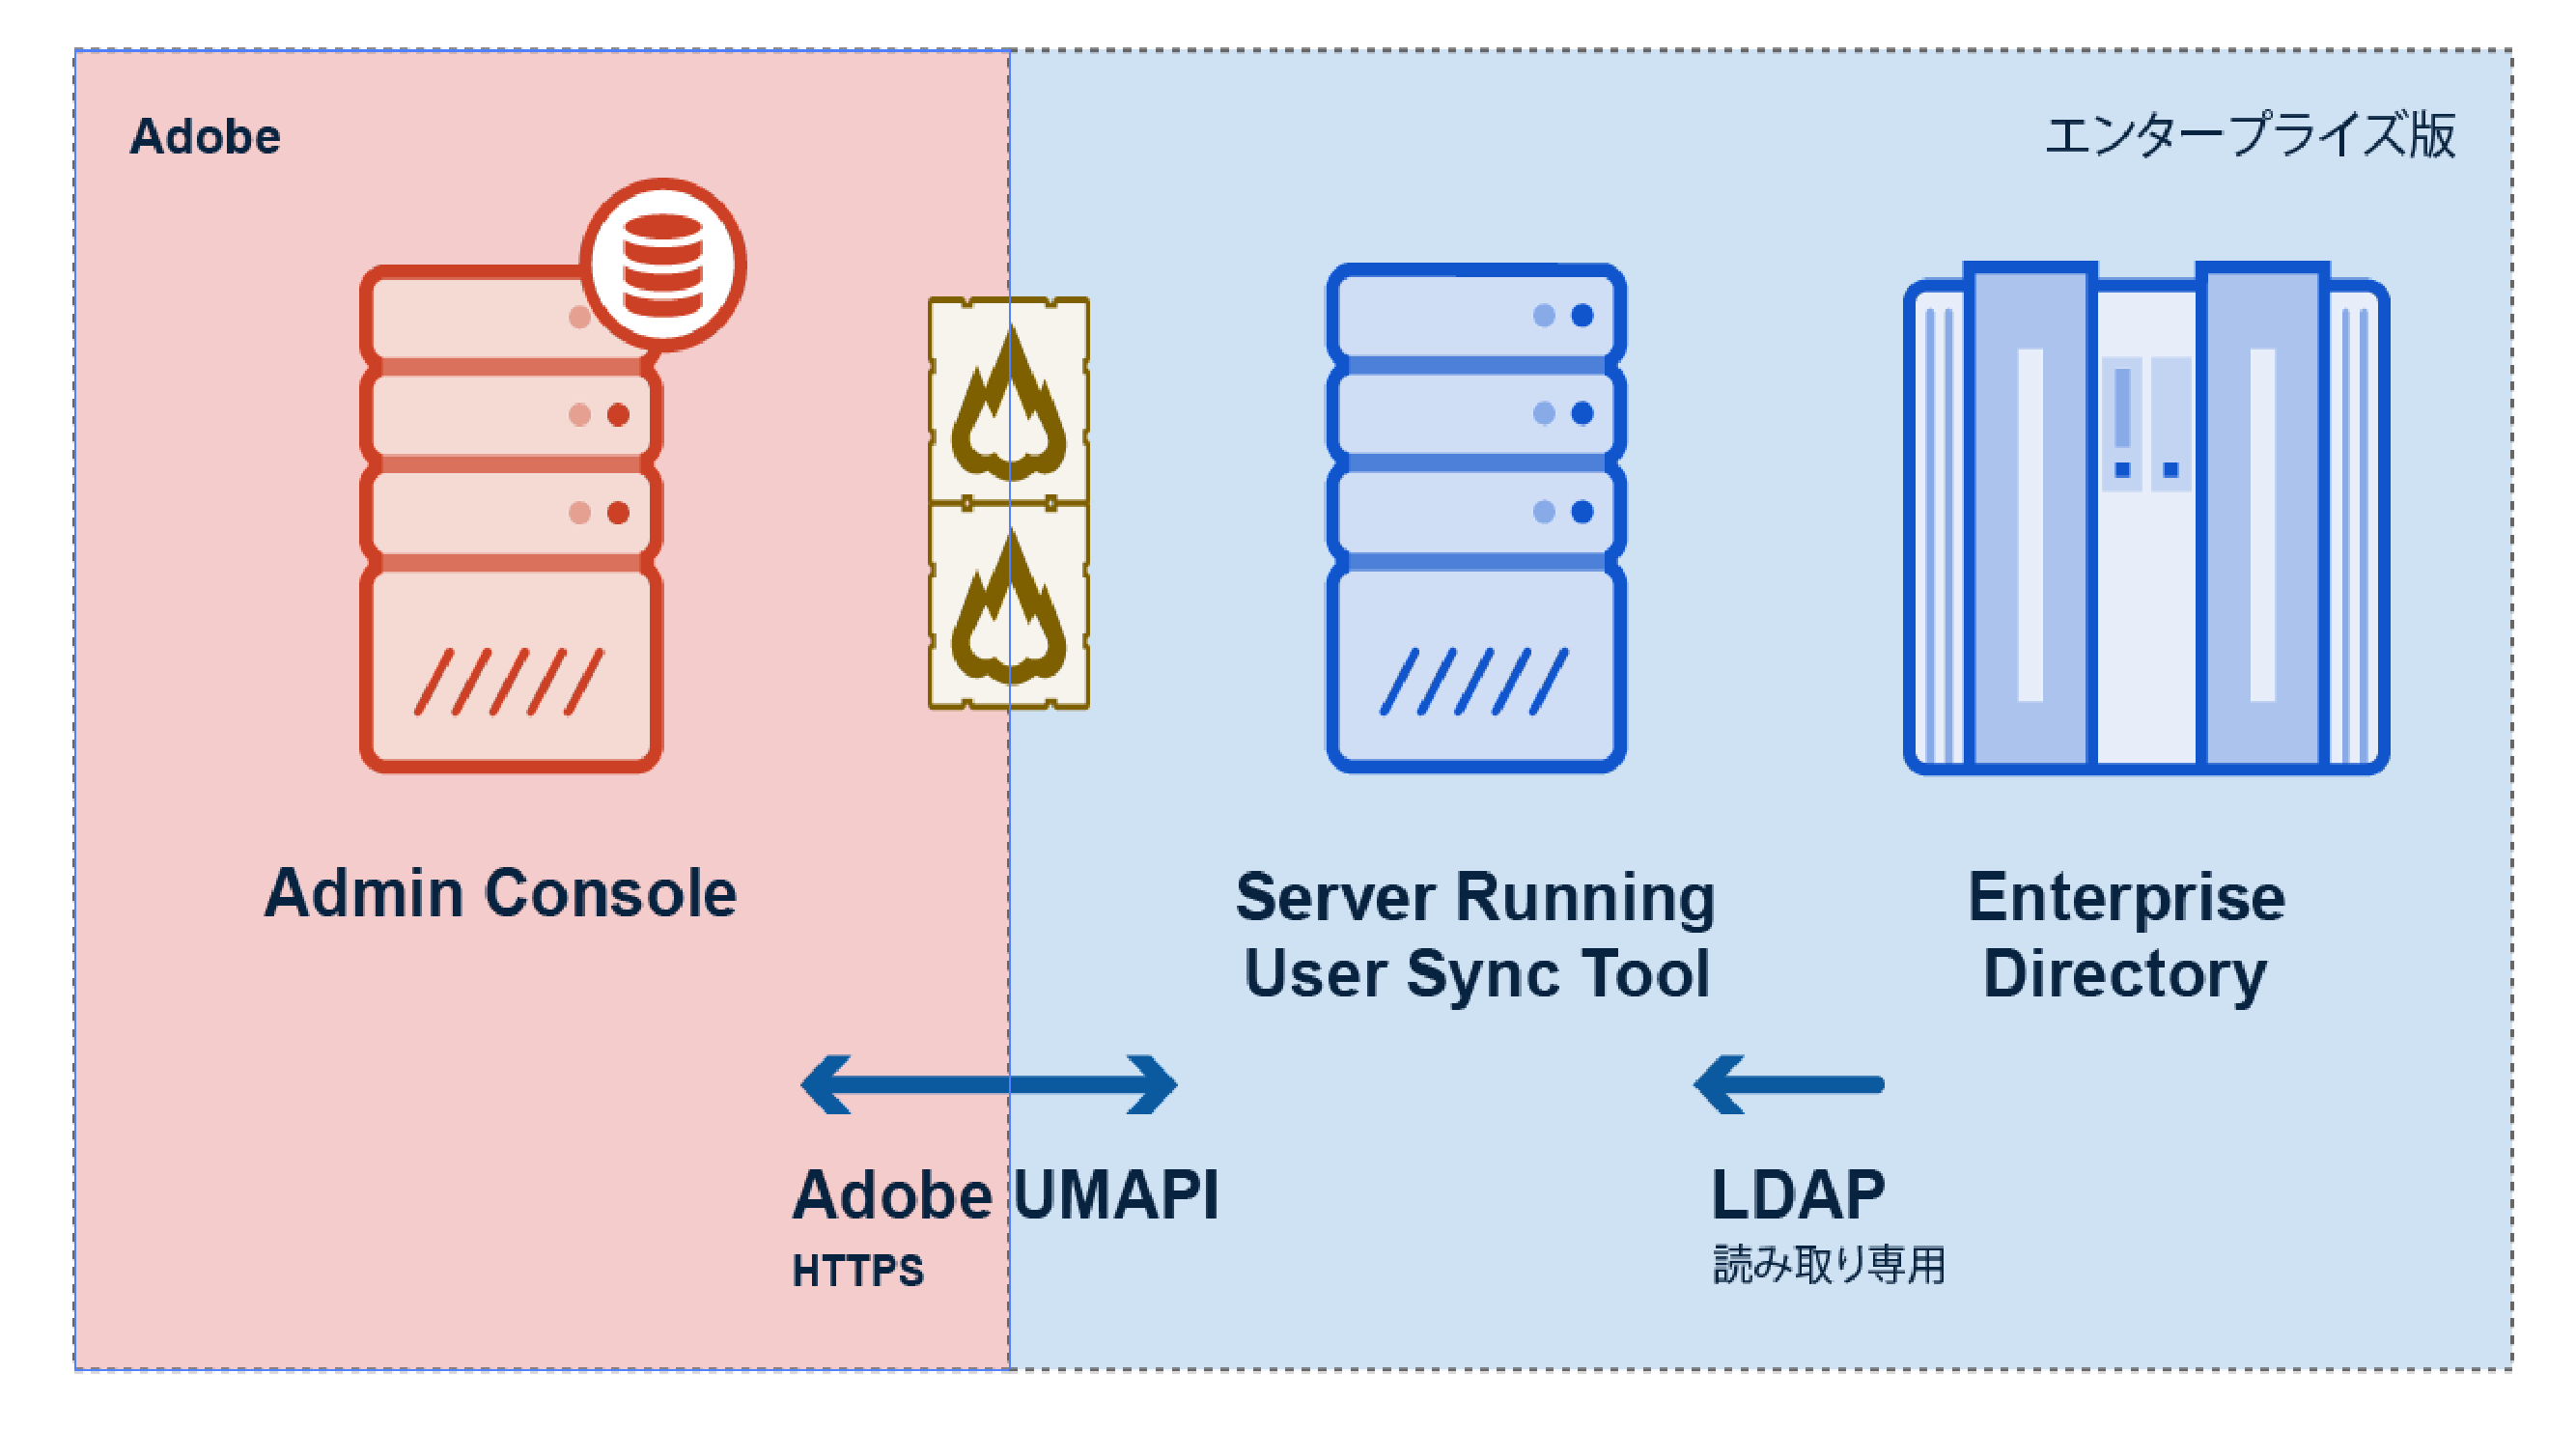 Adobe
エンタープライズ版
Admin Console
Server Running
User Sync Tool
Enterprise
Directory
Adobe UMAPI
HTTPS
LDAP
読み取り専用